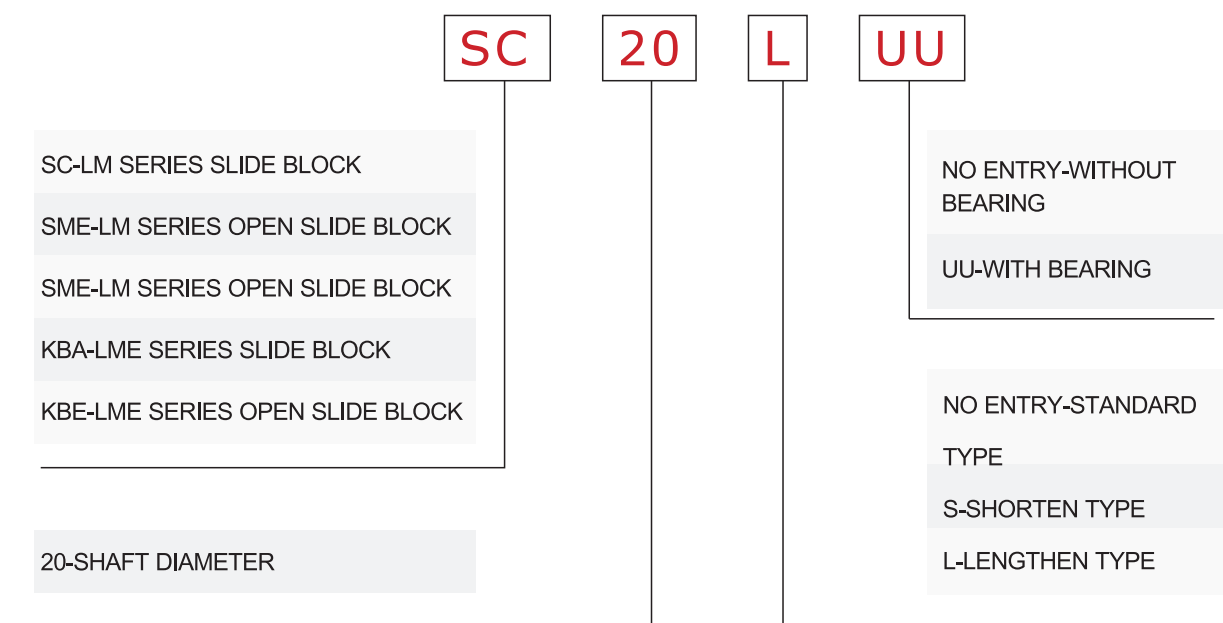 SC 20 L UU
SC-LM SERIES SLIDE BLOCK
SME-LM SERIES OPEN SLIDE BLOCK
SME-LM SERIES OPEN SLIDE BLOCK
KBA-LME SERIES SLIDE BLOCK
KBE-LME SERIES OPEN SLIDE BLOCK
20-SHAFT DIAMETER
NO ENTRY-WITHOUT
BEARING
UU-WITH BEARING
NO ENTRY-STANDARD
TYPE
S-SHORTEN TYPE
L-LENGTHEN TYPE